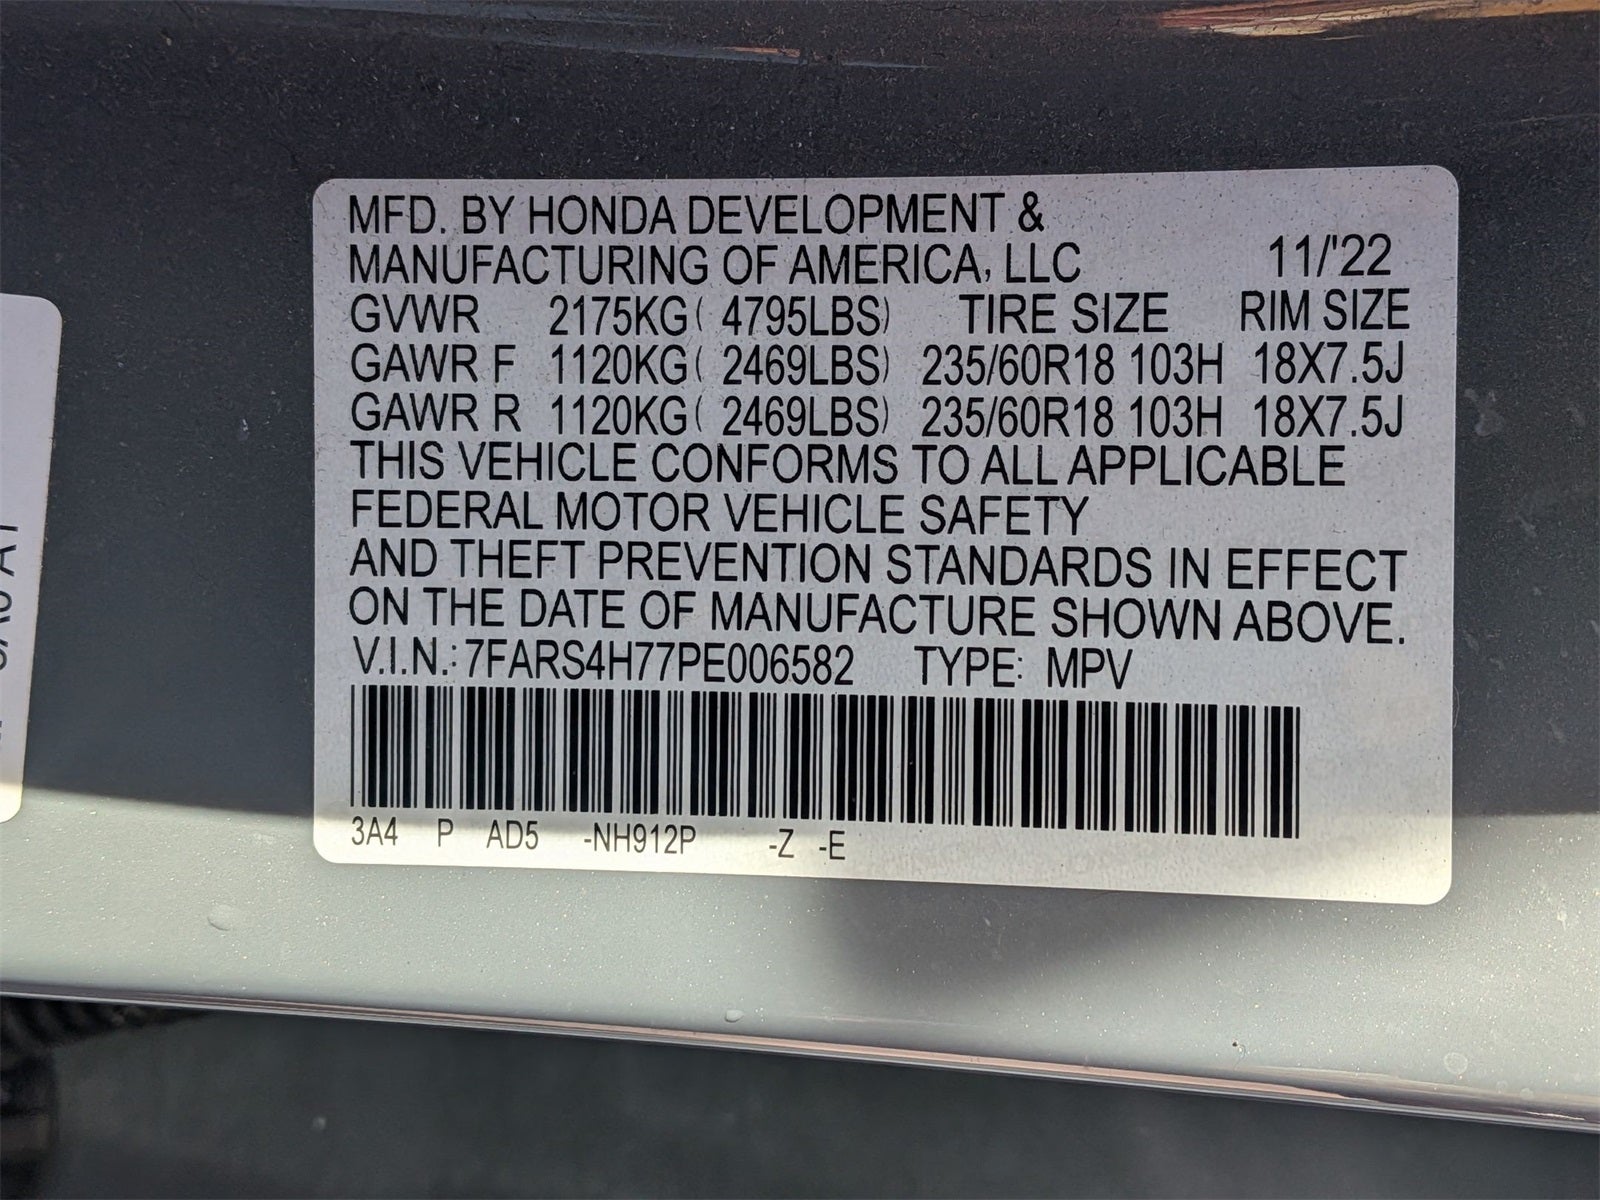 MFD. BY HONDA DEVELOPMENT &
MANUFACTURING OF AMERICA, LLC 11/'22
GVWR 2175KG( 4795LBS) TIRE SIZE RIM SIZE
GAWR F 1120KG( 2469LBS) 235/60R18 103H 18X7.5J
GAWR R 1120KG( 2469LBS) 235/60R18 103H 18X7.5J
THIS VEHICLE CONFORMS TO ALL APPLICABLE
FEDERAL MOTOR VEHICLE SAFETY
AND THEFT PREVENTION STANDARDS IN EFFECT
ON THE DATE OF MANUFACTURE SHOWN ABOVE.
V.I.N.: 7FARS4H77PE006582 TYPE: MPV
3A4 P AD5 -NH912P -Z -E